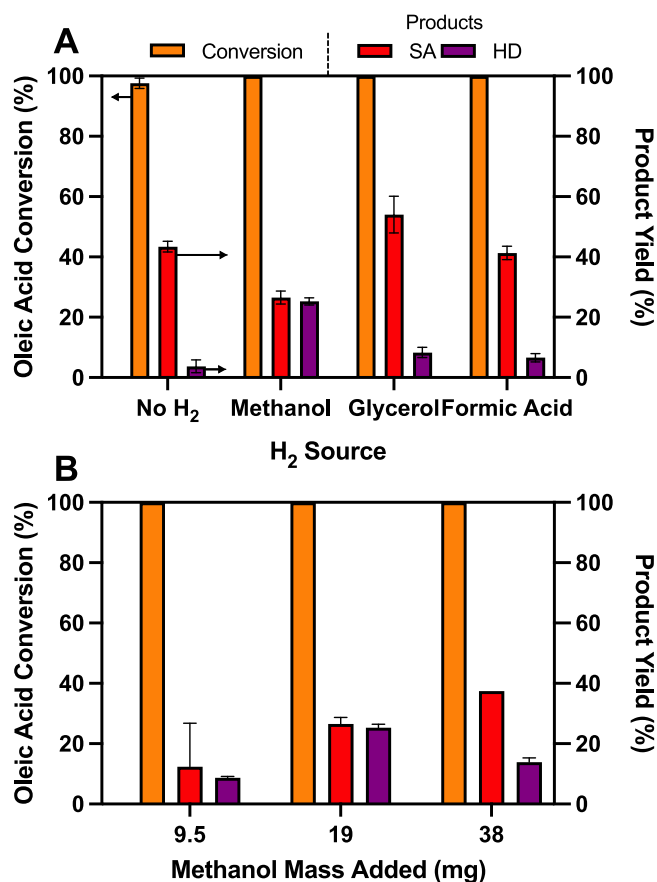 Products
A
Conversion
SA
HD
100
80
60
40
20
0
Oleic Acid Conversion (%)
100
80
60
40
20
0
Product Yield (%)
No H₂
Methanol
Glycerol
Formic Acid
H₂ Source
B
100
80
60
40
20
0
Oleic Acid Conversion (%)
100
80
60
40
20
0
Product Yield (%)
9.5
19
38
Methanol Mass Added (mg)